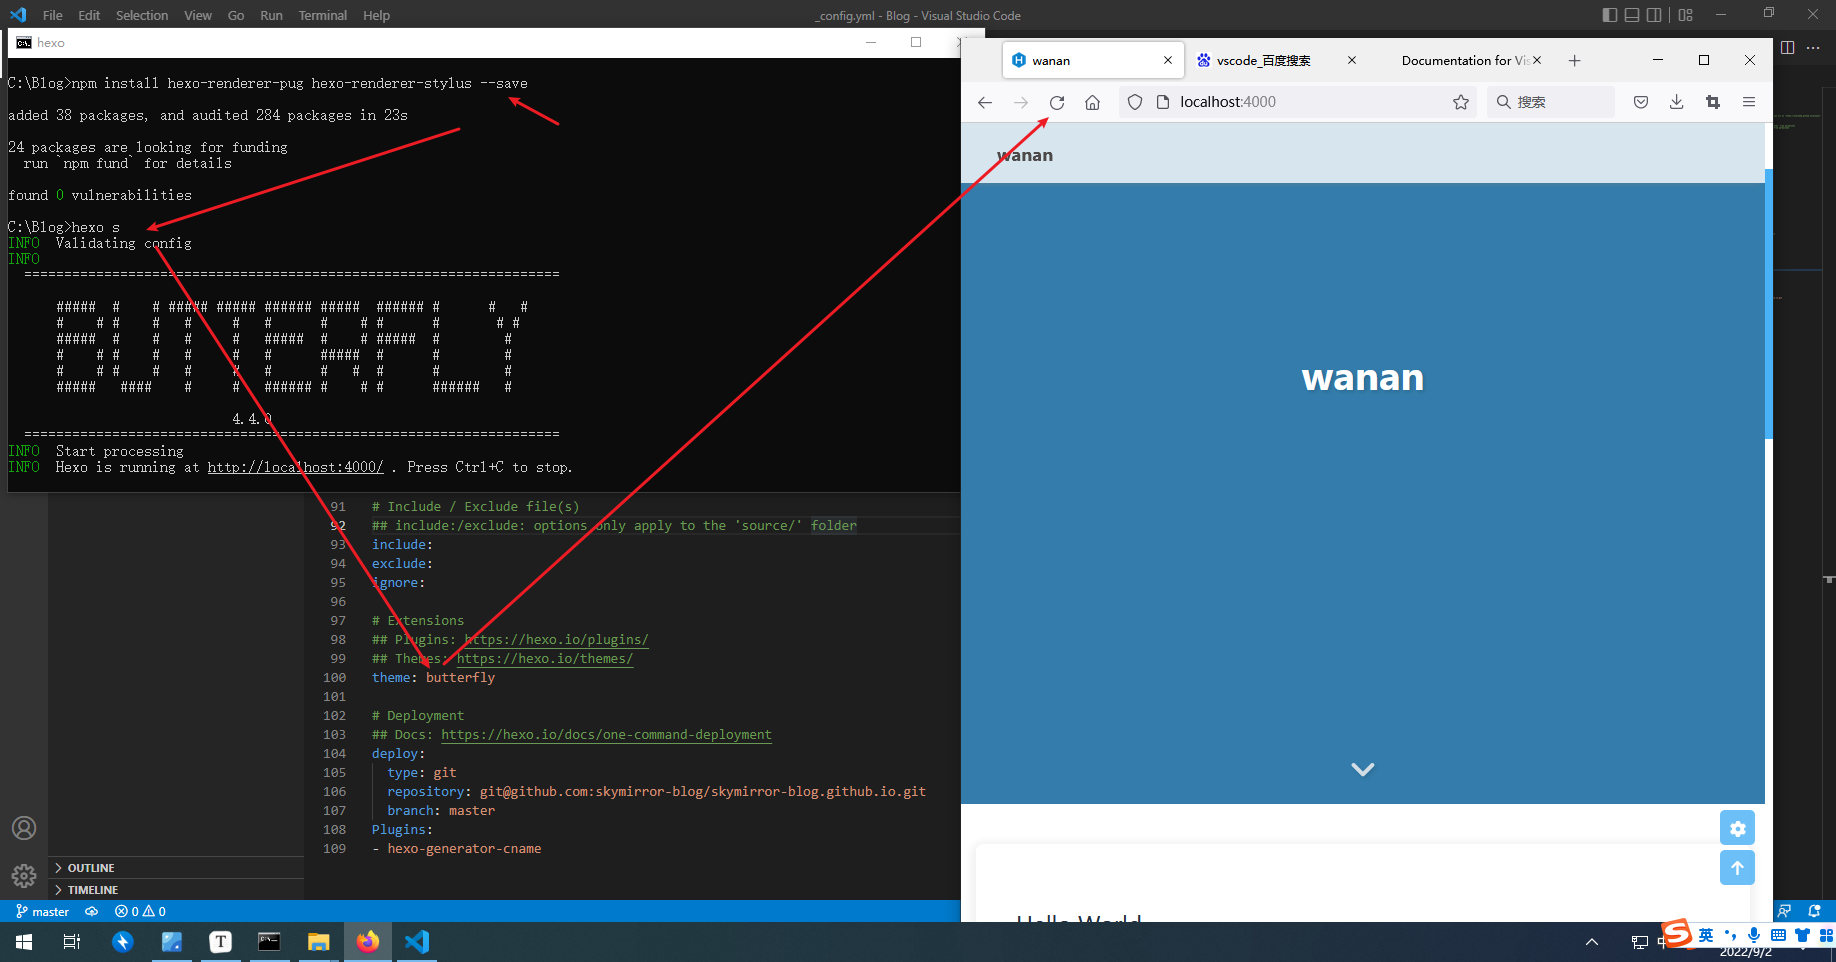 File Edit Selection View Go Run Terminal Help
_config.yml - Blog - Visual Studio Code
hexo
C:\Blog>npm install hexo-renderer-pug hexo-renderer-stylus --save
added 38 packages, and audited 284 packages in 23s
24 packages are looking for funding
run `npm fund` for details
found 0 vulnerabilities
C:\Blog>hexo s
INFO Validating config
INFO
===================================================================
BUTTERFLY
4.4.0
===================================================================
INFO Start processing
INFO Hexo is running at http://localhost:4000/ . Press Ctrl+C to stop.
91 # Include / Exclude file(s)
92 ## include:/exclude: options only apply to the 'source/' folder
93 include:
94 exclude:
95 ignore:
96
97 # Extensions
98 ## Plugins: https://hexo.io/plugins/
99 ## Themes: https://hexo.io/themes/
100 theme: butterfly
101
102 # Deployment
103 ## Docs: https://hexo.io/docs/one-command-deployment
104 deploy:
105 type: git
106 repository: git@github.com:skymirror-blog/skymirror-blog.github.io.git
107 branch: master
108 Plugins:
109 - hexo-generator-cname
OUTLINE
TIMELINE
master 0 0
wanan
vscode_百度搜索
Documentation for Vis
localhost:4000
搜索
wanan
wanan
Hello World
T
中
英
2022/9/2